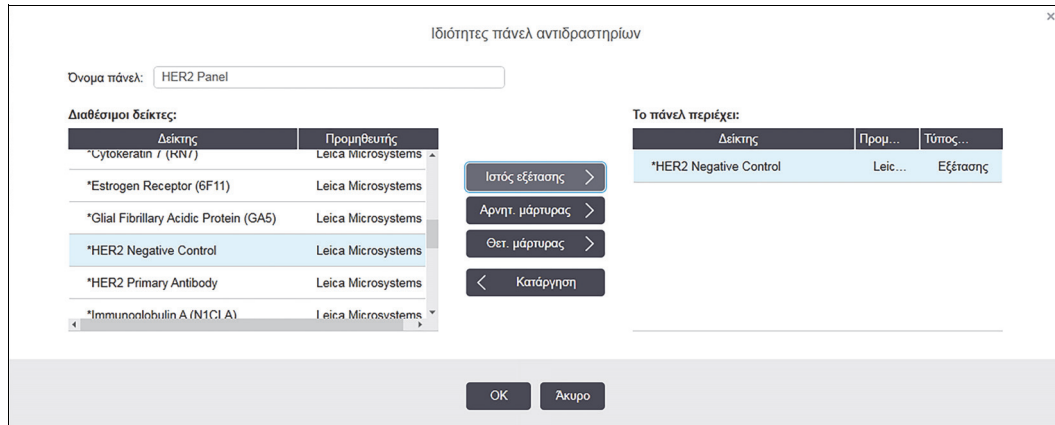 ×
Ιδιότητες πάνελ αντιδραστηρίων
Όνομα πάνελ: HER2 Panel
Διαθέσιμοι δείκτες:
Δείκτης Προμηθευτής
*Cytokeratin 7 (RN7) Leica Microsystems
*Estrogen Receptor (6F11) Leica Microsystems
*Glial Fibrillary Acidic Protein (GA5) Leica Microsystems
*HER2 Negative Control Leica Microsystems
*HER2 Primary Antibody Leica Microsystems
*Immunoglobulin A (N1CLA) Leica Microsystems
Ιστός εξέτασης >
Αρνητ. μάρτυρας >
Θετ. μάρτυρας >
< Κατάργηση
Το πάνελ περιέχει:
Δείκτης Προμ... Τύπος...
*HER2 Negative Control Leic... Εξέτασης
OK Άκυρο